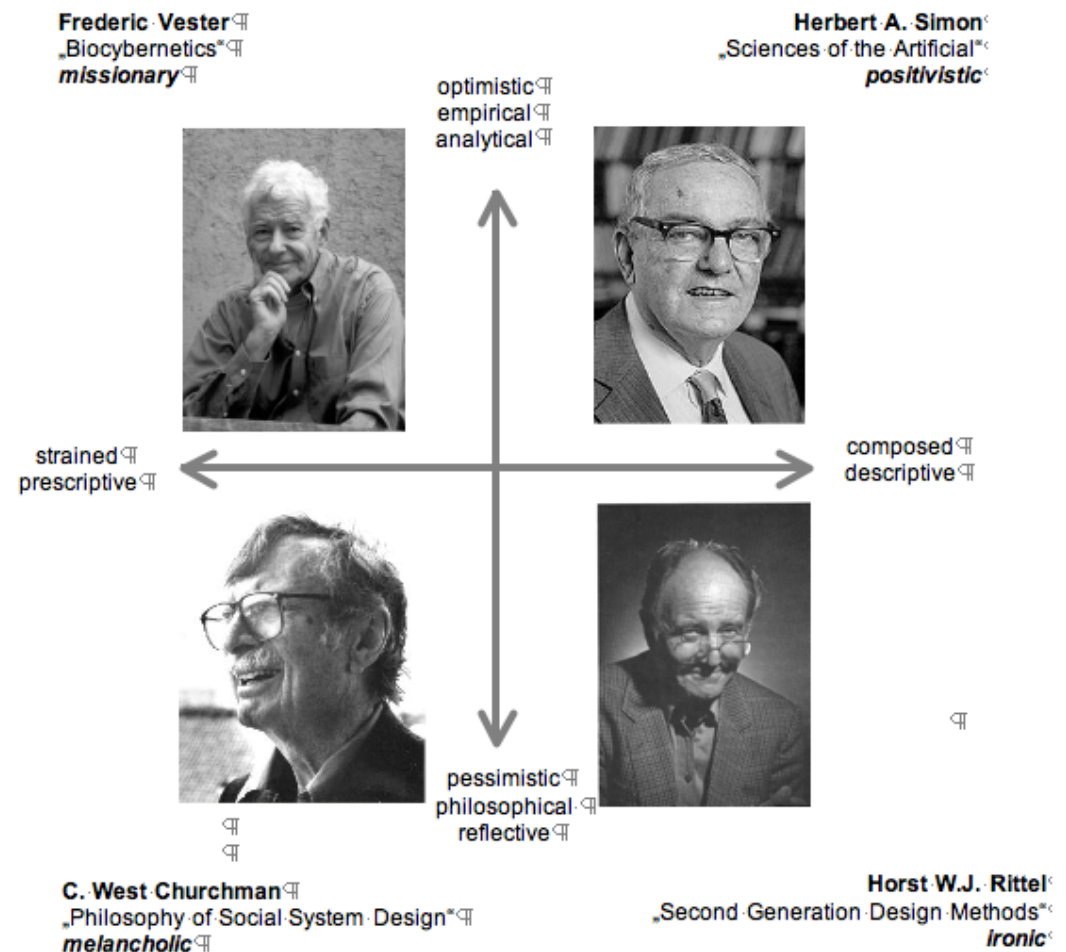 Frederic Vester¶
„Biocybernetics“¶
missionary¶
Herbert A. Simon
„Sciences of the Artificial“
positivistic
optimistic¶
empirical¶
analytical¶
strained¶
prescriptive¶
composed¶
descriptive¶
¶
pessimistic¶
philosophical ¶
reflective¶
¶
¶
C. West Churchman¶
„Philosophy of Social System Design“¶
melancholic¶
Horst W.J. Rittel
„Second Generation Design Methods“
ironic